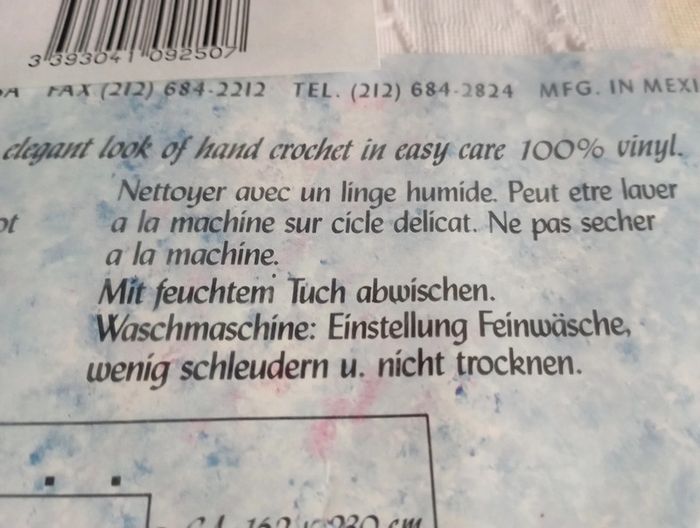 3 393041 092507
FAX (212) 684-2212 TEL. (212) 684-2824 MFG. IN MEXI
elegant look of hand crochet in easy care 100% vinyl.
Nettoyer avec un linge humide. Peut etre laver
a la machine sur cicle delicat. Ne pas secher
a la machine.
Mit feuchtem Tuch abwischen.
Waschmaschine: Einstellung Feinwäsche,
wenig schleudern u. nicht trocknen.
cm